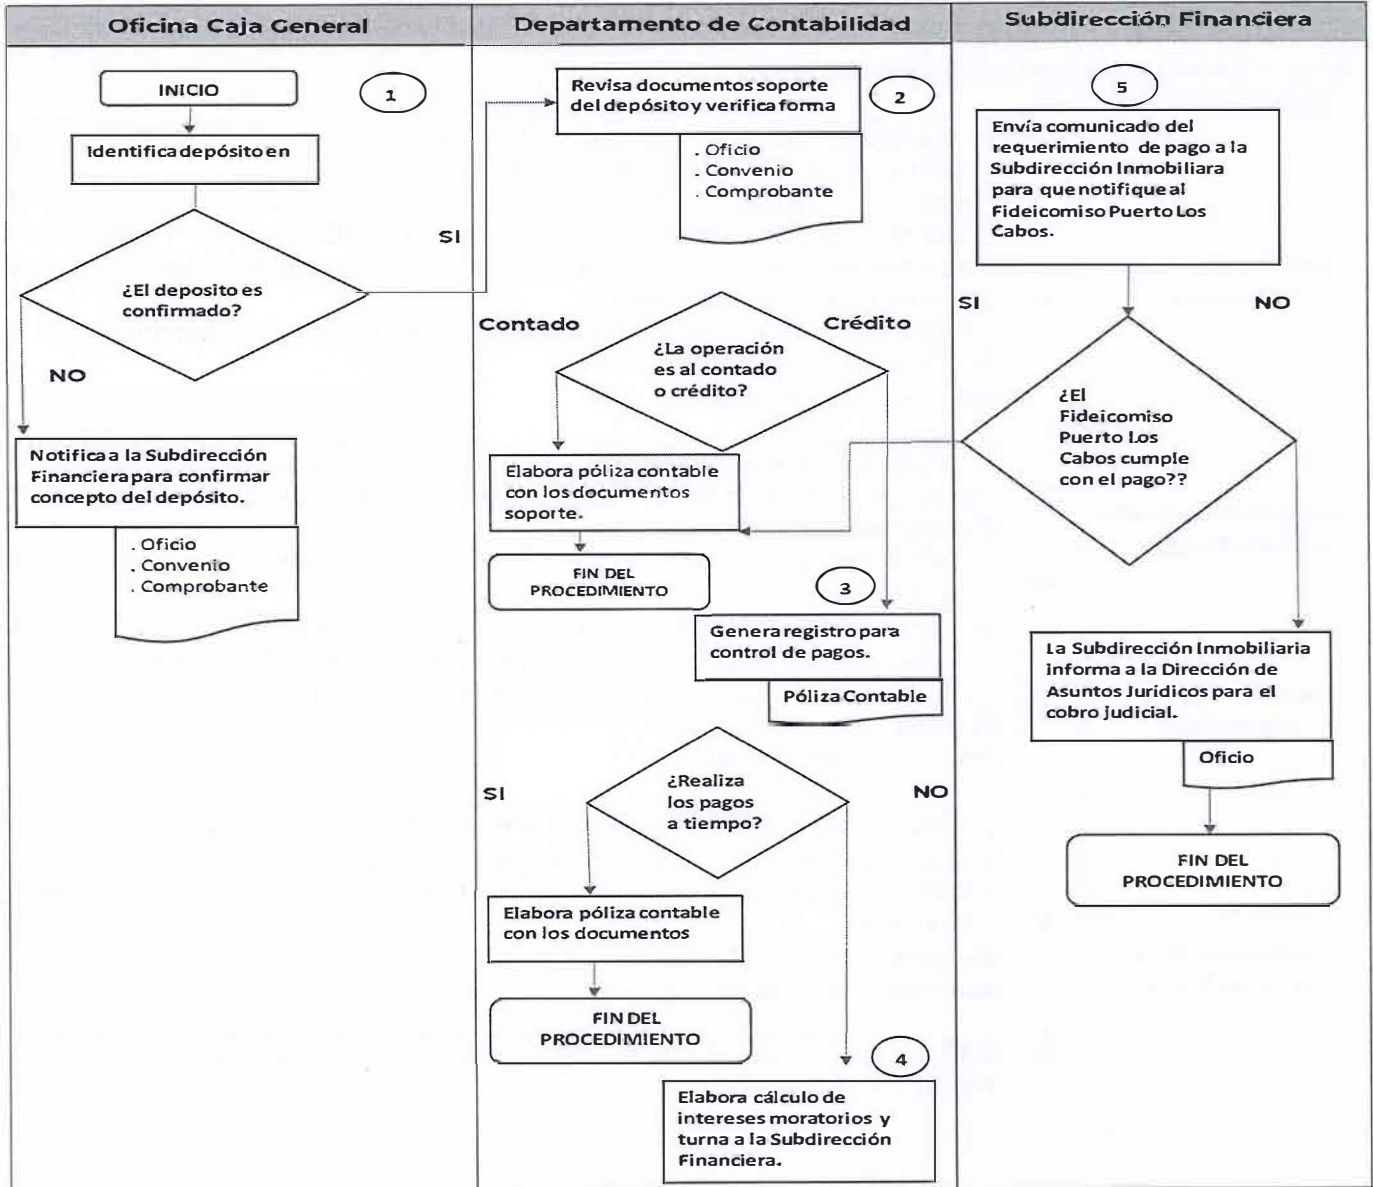 Oficina Caja General
Departamento de Contabilidad
Subdirección Financiera
INICIO
1
Identifica depósito en
¿El deposito es
confirmado?
SI
NO
Notifica a la Subdirección
Financiera para confirmar
concepto del depósito.
. Oficio
. Convenio
. Comprobante
Revisa documentos soporte
del depósito y verifica forma
2
. Oficio
. Convenio
. Comprobante
Contado
Crédito
¿La operación
es al contado
o crédito?
Elabora póliza contable
con los documentos
soporte.
FIN DEL
PROCEDIMIENTO
3
Genera registro para
control de pagos.
Póliza Contable
¿Realiza
los pagos
a tiempo?
SI
NO
Elabora póliza contable
con los documentos
FIN DEL
PROCEDIMIENTO
4
Elabora cálculo de
intereses moratorios y
turna a la Subdirección
Financiera.
5
Envía comunicado del
requerimiento de pago a la
Subdirección Inmobiliara
para que notifique al
Fideicomiso Puerto Los
Cabos.
SI
NO
¿El
Fideicomiso
Puerto Los
Cabos cumple
con el pago??
La Subdirección Inmobiliaria
informa a la Dirección de
Asuntos Jurídicos para el
cobro judicial.
Oficio
FIN DEL
PROCEDIMIENTO